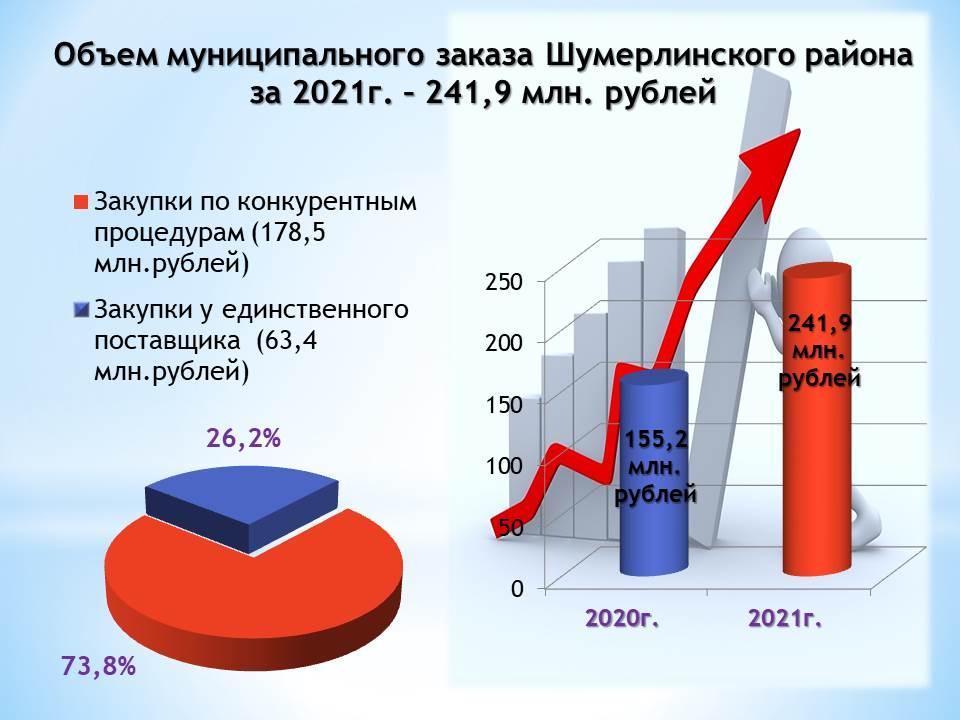 Объем муниципального заказа Шумерлинского района
за 2021г. – 241,9 млн. рублей
Закупки по конкурентным
процедурам (178,5
млн.рублей)
Закупки у единственного
поставщика (63,4
млн.рублей)
26,2%
73,8%
250
200
150
100
50
0
155,2
млн.
рублей
241,9
млн.
рублей
2020г.
2021г.